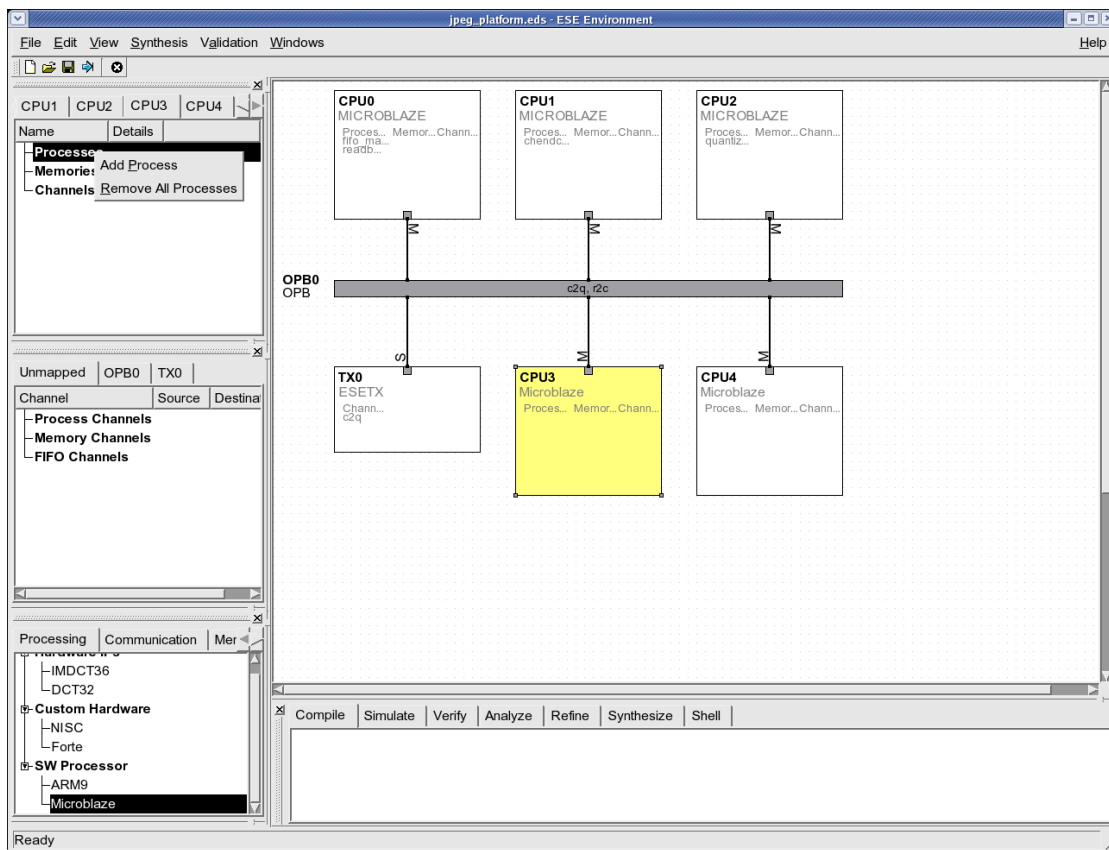 jpeg_platform.eds - ESE Environment
File Edit View Synthesis Validation Windows Help
CPU1 CPU2 CPU3 CPU4
Name Details
Processes
Add Process
Memories
Remove All Processes
Channels
Unmapped OPB0 TX0
Channel Source Destinat
Process Channels
Memory Channels
FIFO Channels
Processing Communication Mer
IMDCT36
DCT32
Custom Hardware
NISC
Forte
SW Processor
ARM9
Microblaze
CPU0
MICROBLAZE
Proces... Memor... Chann...
fifo_ma...
readb...
CPU1
MICROBLAZE
Proces... Memor... Chann...
chendc...
CPU2
MICROBLAZE
Proces... Memor... Chann...
quantiz...
M M M
OPB0
OPB
c2q, r2c
S M M
TX0
ESETX
Chann...
c2q
CPU3
Microblaze
Proces... Memor... Chann...
CPU4
Microblaze
Proces... Memor... Chann...
Compile Simulate Verify Analyze Refine Synthesize Shell
Ready